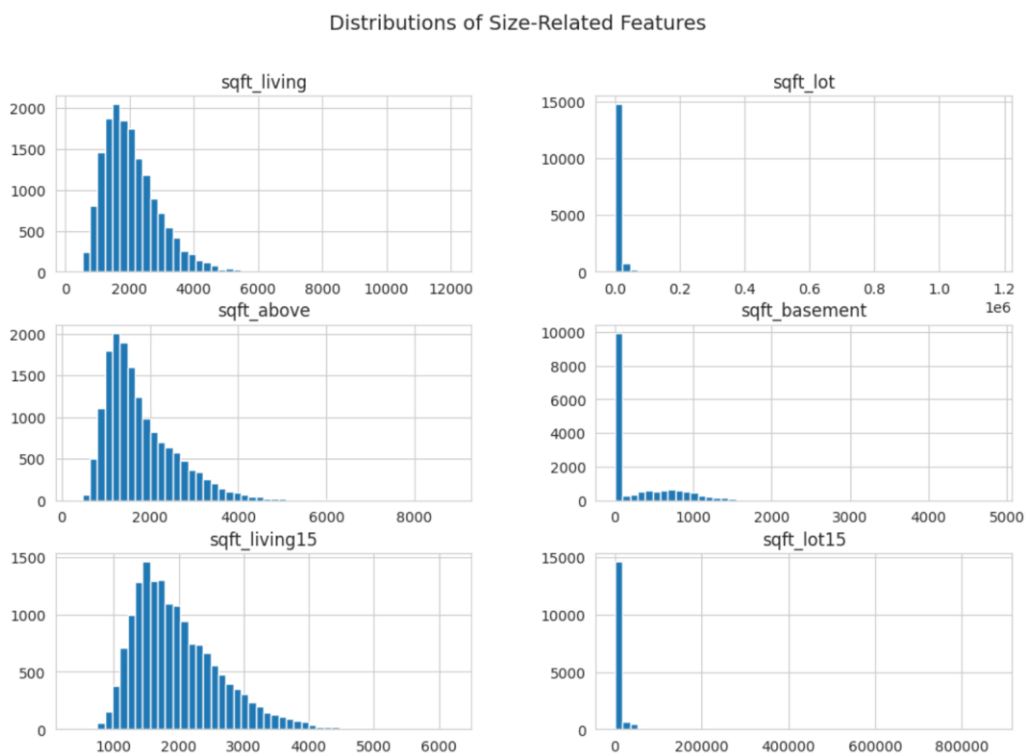 Distributions of Size-Related Features
sqft_living
2000
1500
1000
500
0
0 2000 4000 6000 8000 10000 12000
sqft_lot
15000
10000
5000
0
0.0 0.2 0.4 0.6 0.8 1.0 1.2
1e6
sqft_above
2000
1500
1000
500
0
0 2000 4000 6000 8000
sqft_basement
10000
8000
6000
4000
2000
0
0 1000 2000 3000 4000 5000
sqft_living15
1500
1000
500
0
1000 2000 3000 4000 5000 6000
sqft_lot15
15000
10000
5000
0
0 200000 400000 600000 800000